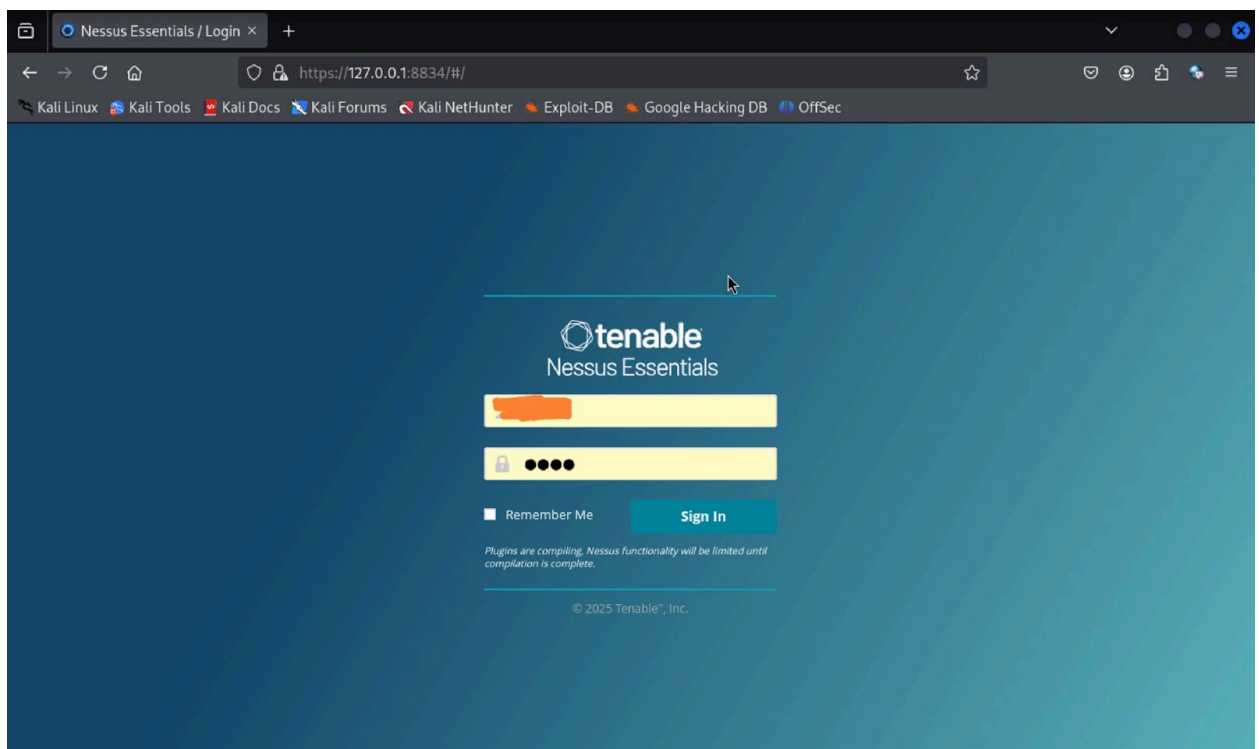 Nessus Essentials / Login
https://127.0.0.1:8834/#/
Kali Linux Kali Tools Kali Docs Kali Forums Kali NetHunter Exploit-DB Google Hacking DB OffSec
tenable
Nessus Essentials
Remember Me
Sign In
Plugins are compiling, Nessus functionality will be limited until
compilation is complete.
© 2025 Tenable™, Inc.